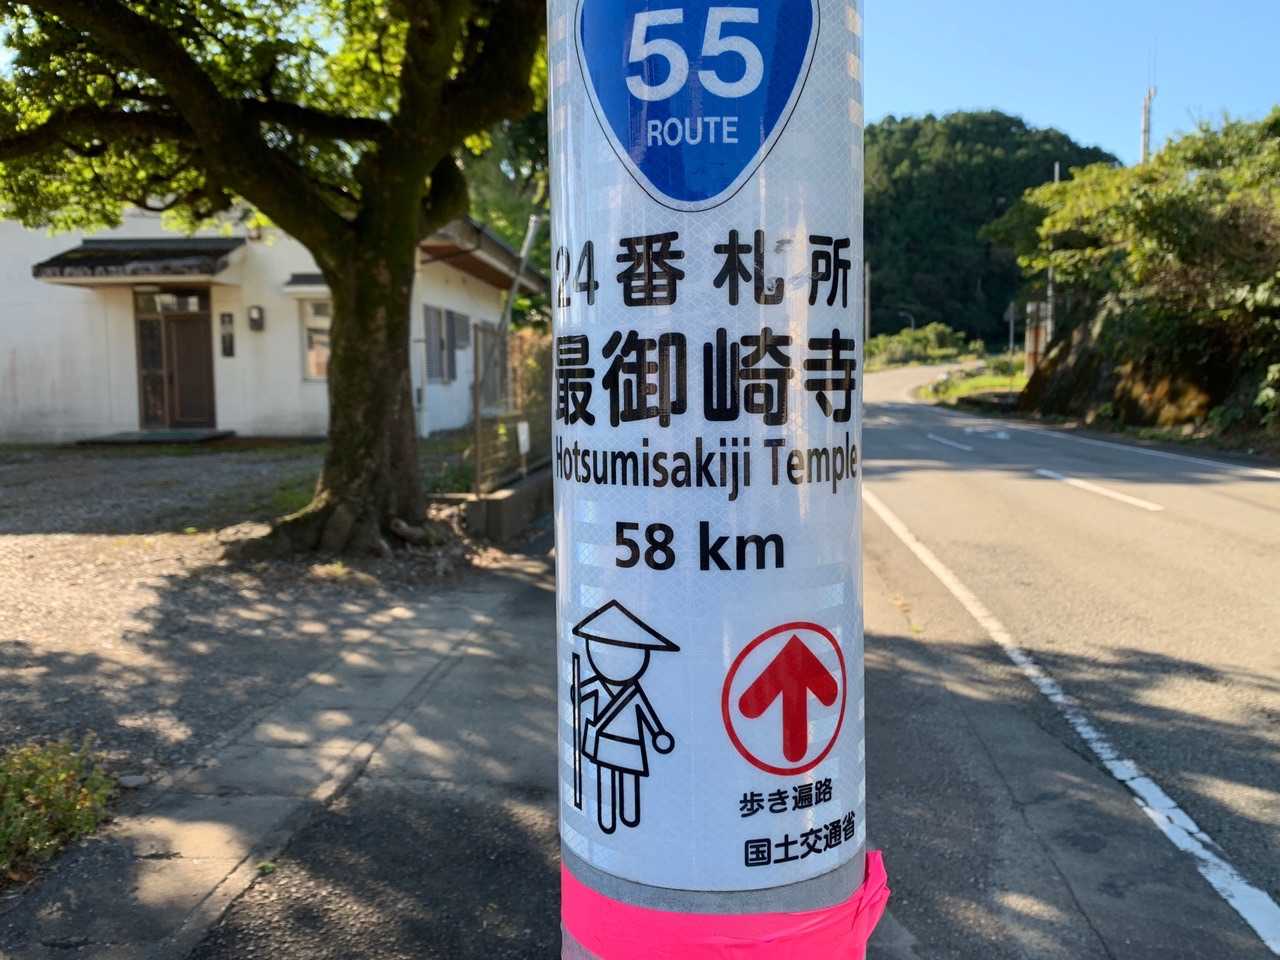 55
ROUTE
24番札所
最御崎寺
Hotsumisakiji Temple
58 km
歩き遍路
国土交通省